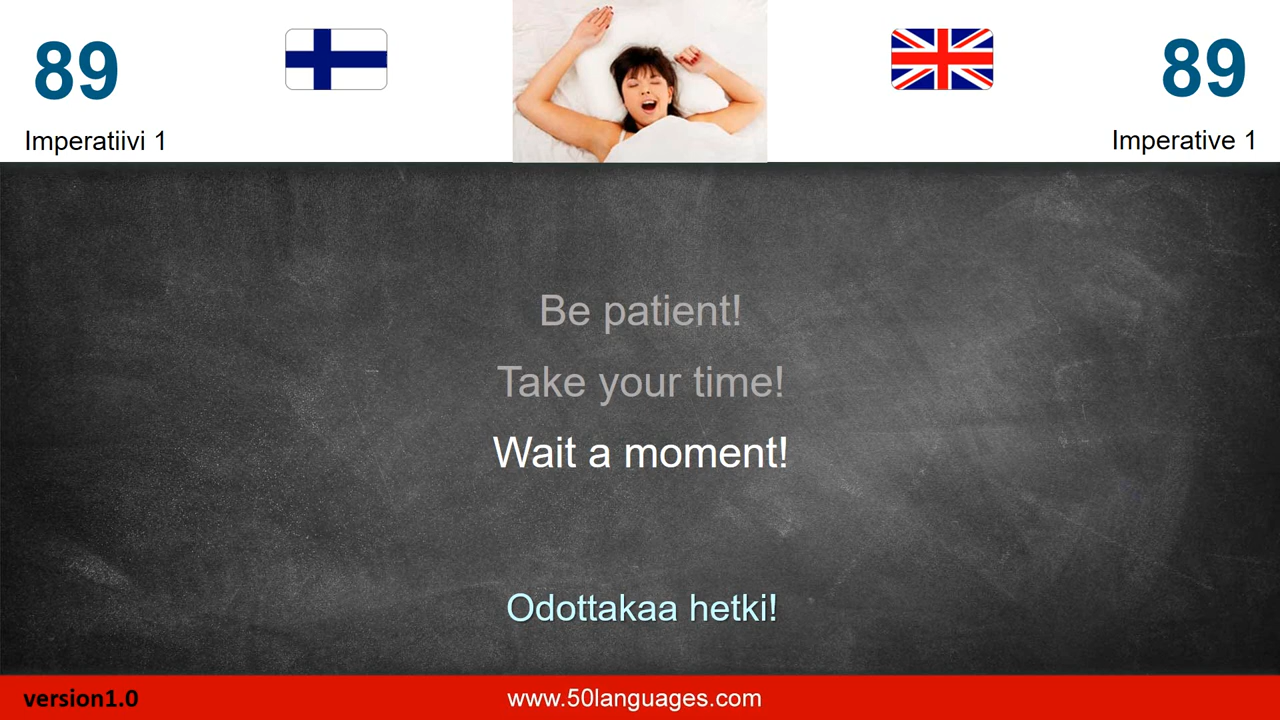 89
89
Imperatiivi 1
Imperative 1
Be patient!
Take your time!
Wait a moment!
Odottakaa hetki!
version1.0
www.50languages.com